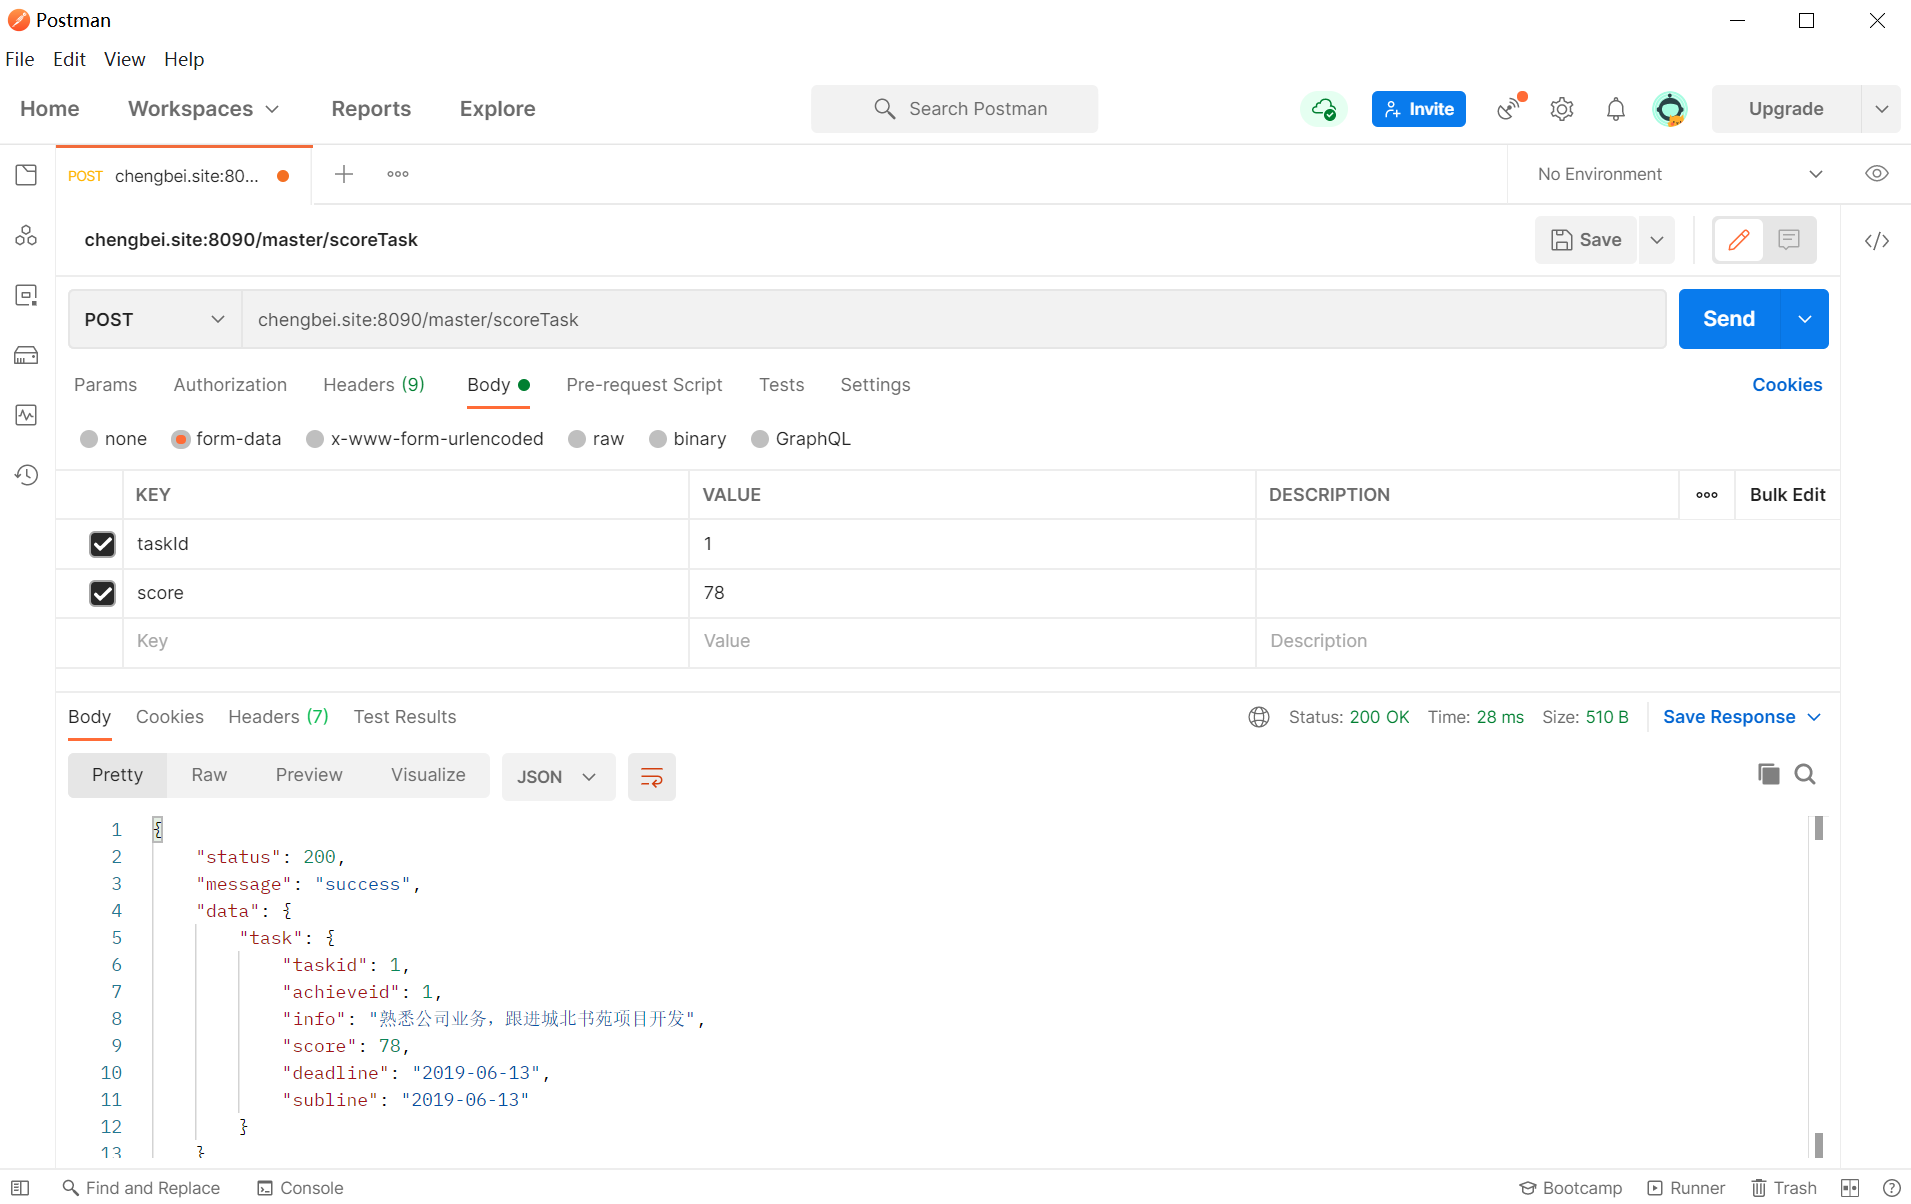 Postman
File Edit View Help
Home Workspaces Reports Explore Search Postman Invite Upgrade
POST chengbei.site:80... No Environment
chengbei.site:8090/master/scoreTask Save
POST chengbei.site:8090/master/scoreTask Send
Params Authorization Headers (9) Body Pre-request Script Tests Settings Cookies
none form-data x-www-form-urlencoded raw binary GraphQL
KEY VALUE DESCRIPTION Bulk Edit
taskId 1
score 78
Key Value Description
Body Cookies Headers (7) Test Results Status: 200 OK Time: 28 ms Size: 510 B Save Response
Pretty Raw Preview Visualize JSON
1 {
2 "status": 200,
3 "message": "success",
4 "data": {
5 "task": {
6 "taskid": 1,
7 "achieveid": 1,
8 "info": "熟悉公司业务，跟进城北书苑项目开发",
9 "score": 78,
10 "deadline": "2019-06-13",
11 "subline": "2019-06-13"
12 }
13 }
Find and Replace Console Bootcamp Runner Trash